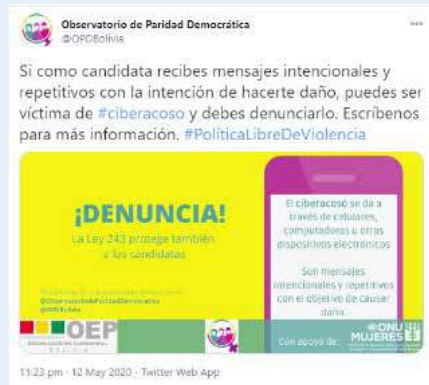 Observatorio de Paridad Democrática
@OPDBolivia
Si como candidata recibes mensajes intencionales y
repetitivos con la intención de hacerte daño, puedes ser
víctima de #ciberacoso y debes denunciarlo. Escríbenos
para más información. #PolíticaLibreDeViolencia
¡DENUNCIA!
La Ley 243 protege también
a las candidatas
@ObservatoriodeParidadDemocratica
@OPDBolivia
El ciberacoso se da a
través de celulares,
computadoras u otros
dispositivos electrónicos
Son mensajes
intencionales y repetitivos
con el objetivo de causar
daño.
OEP
BOLIVIA
Con apoyo de:
ONU
MUJERES
11:23 pm · 12 May 2020 · Twitter Web App